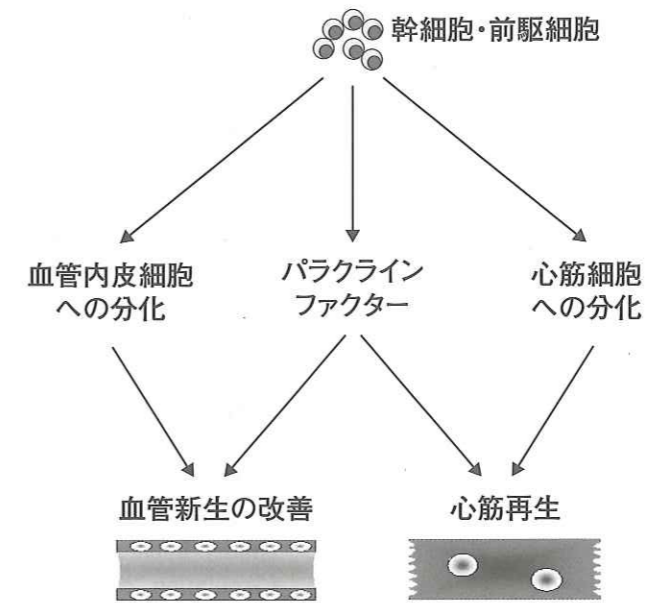 幹細胞・前駆細胞
血管内皮細胞
への分化
パラクライン
ファクター
心筋細胞
への分化
血管新生の改善
心筋再生